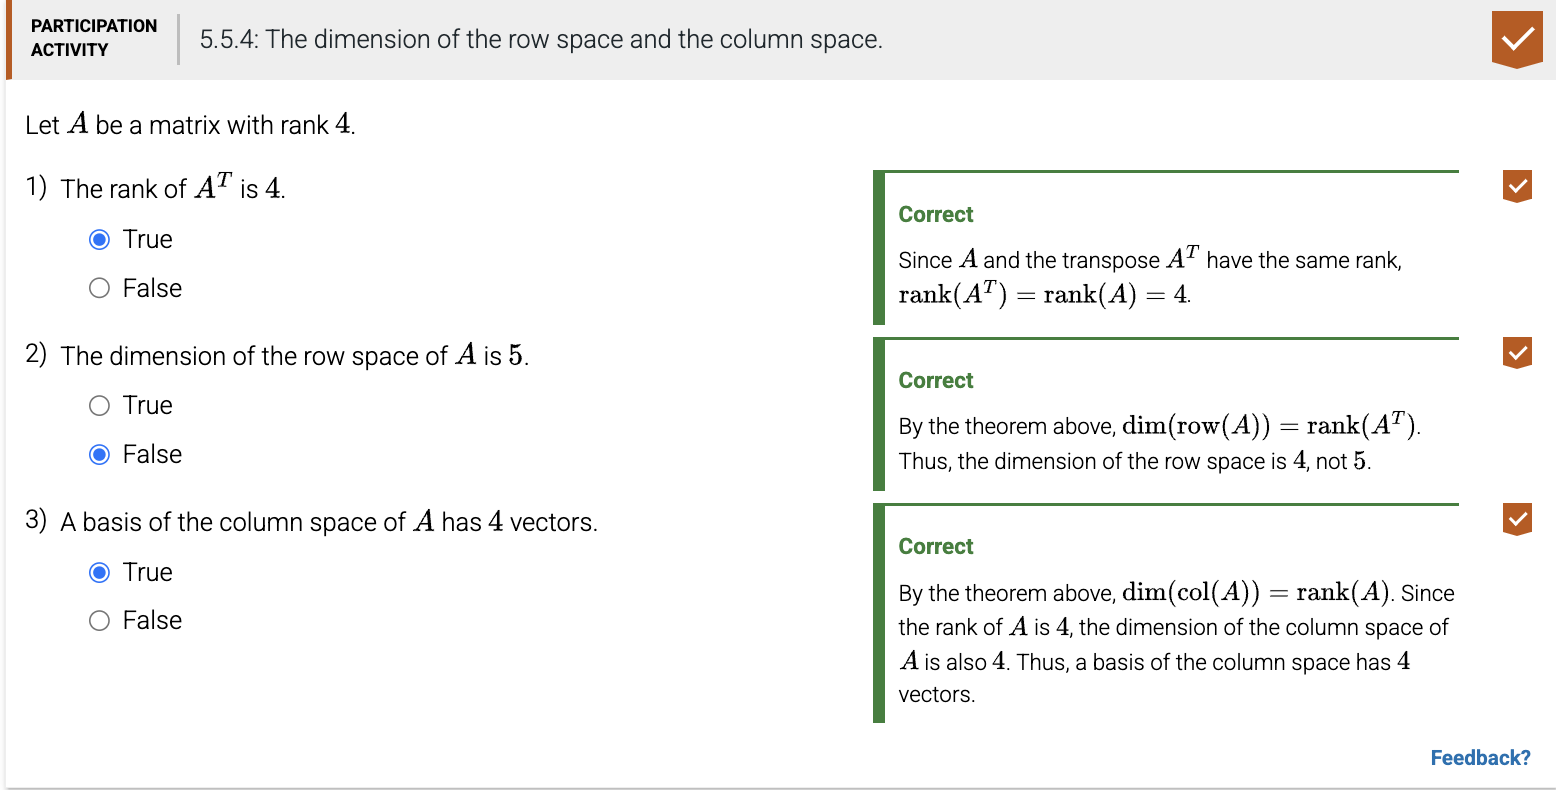 PARTICIPATION
ACTIVITY
5.5.4: The dimension of the row space and the column space.
Let A be a matrix with rank 4.
1) The rank of A^T is 4.
True
False
Correct
Since A and the transpose A^T have the same rank,
rank(A^T) = rank(A) = 4.
2) The dimension of the row space of A is 5.
True
False
Correct
By the theorem above, dim(row(A)) = rank(A^T).
Thus, the dimension of the row space is 4, not 5.
3) A basis of the column space of A has 4 vectors.
True
False
Correct
By the theorem above, dim(col(A)) = rank(A). Since
the rank of A is 4, the dimension of the column space of
A is also 4. Thus, a basis of the column space has 4
vectors.
Feedback?